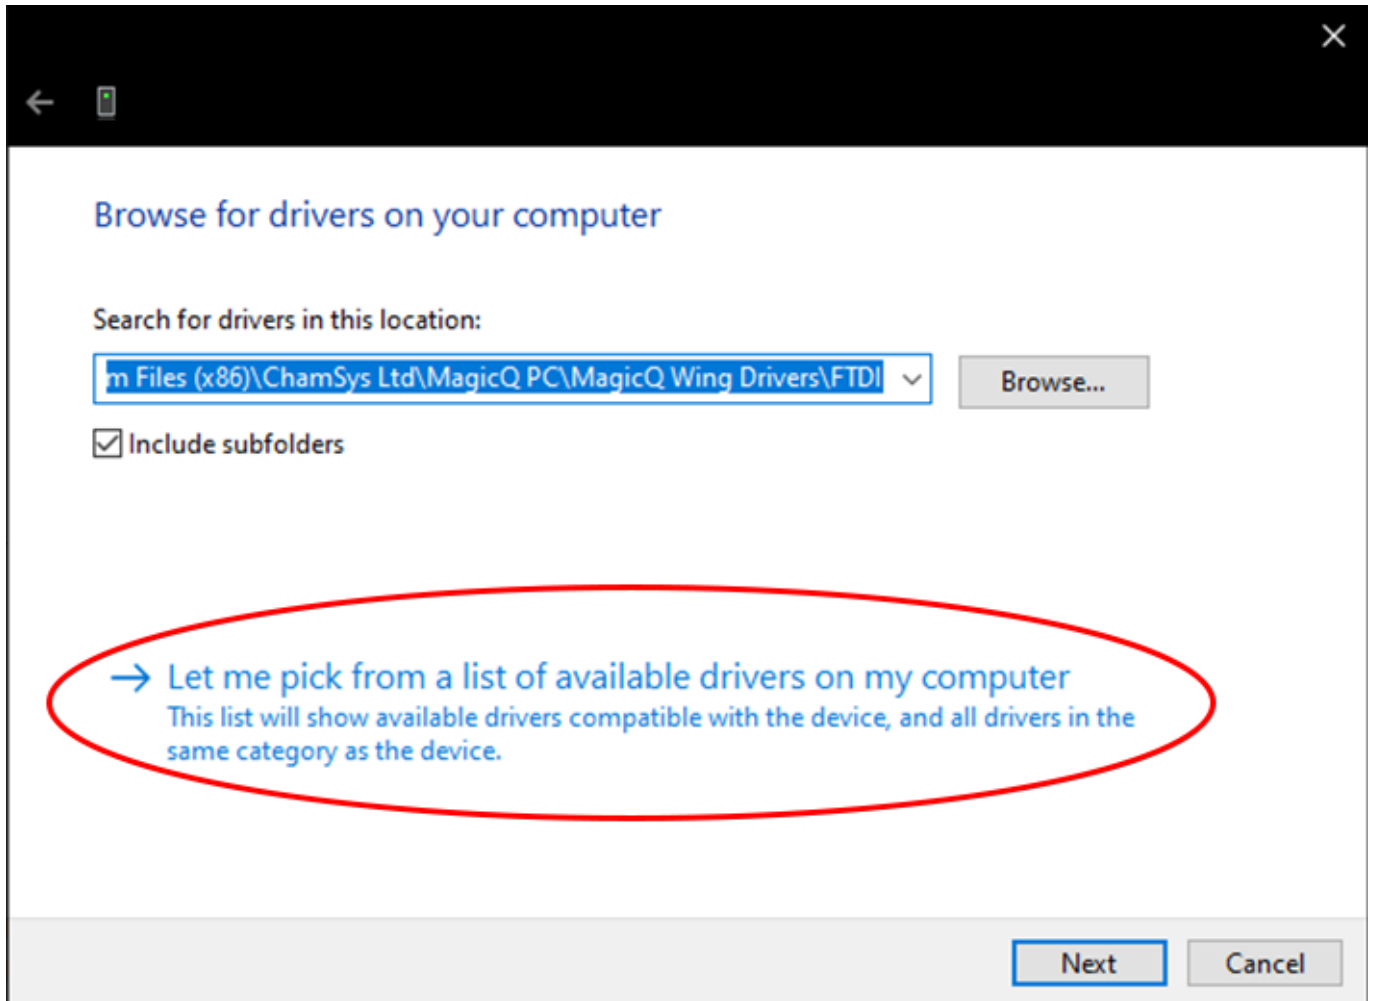 Browse for drivers on your computer
Search for drivers in this location:
m Files (x86)\ChamSys Ltd\MagicQ PC\MagicQ Wing Drivers\FTDI
Browse...
Include subfolders
Let me pick from a list of available drivers on my computer
This list will show available drivers compatible with the device, and all drivers in the
same category as the device.
Next
Cancel